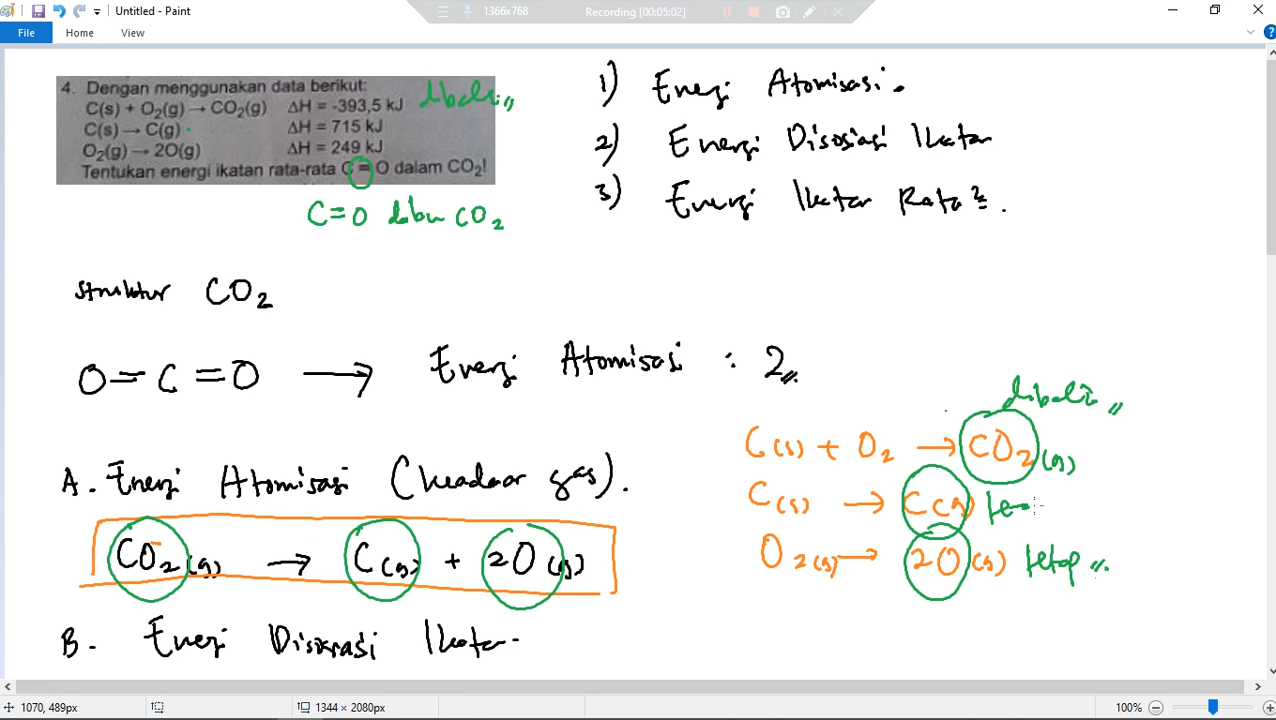 Untitled - Paint
1366x768
Recording [00:05:02]
File
Home
View
4. Dengan menggunakan data berikut:
C(s) + O₂(g) → CO₂(g) ΔH = -393,5 kJ dibalik
C(s) → C(g) ΔH = 715 kJ
O₂(g) → 2O(g) ΔH = 249 kJ
Tentukan energi ikatan rata-rata C = O dalam CO₂!
C=O dalam CO₂
1) Energi Atomisasi.
2) Energi Disosiasi Ikatan
3) Energi Ikatan Rata².
Struktur CO₂
O=C=O → Energi Atomisasi : 2
dibalik
C(s) + O₂ → CO₂(g)
C(s) → C(g)
O₂(g) → 2O(g) tetap
A. Energi Atomisasi (keadaan gas).
CO₂(g) → C(g) + 2O(g)
B. Energi Disosiasi Ikatan.
1070, 489px
1344 × 2080px
100%